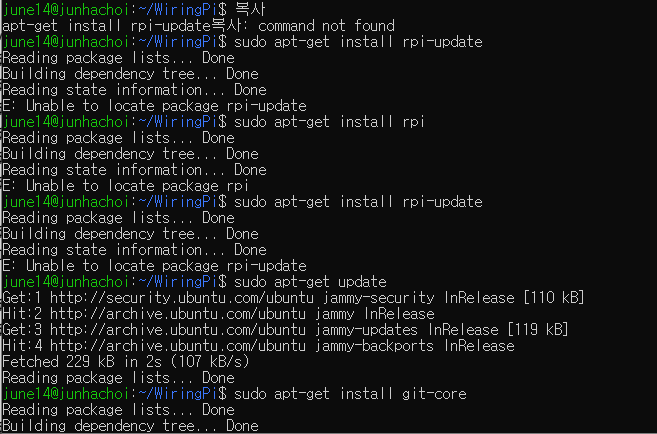 june14@junhachoi:~/WiringPi$ 복사
apt-get install rpi-update복사: command not found
june14@junhachoi:~/WiringPi$ sudo apt-get install rpi-update
Reading package lists... Done
Building dependency tree... Done
Reading state information... Done
E: Unable to locate package rpi-update
june14@junhachoi:~/WiringPi$ sudo apt-get install rpi
Reading package lists... Done
Building dependency tree... Done
Reading state information... Done
E: Unable to locate package rpi
june14@junhachoi:~/WiringPi$ sudo apt-get install rpi-update
Reading package lists... Done
Building dependency tree... Done
Reading state information... Done
E: Unable to locate package rpi-update
june14@junhachoi:~/WiringPi$ sudo apt-get update
Get:1 http://security.ubuntu.com/ubuntu jammy-security InRelease [110 kB]
Hit:2 http://archive.ubuntu.com/ubuntu jammy InRelease
Get:3 http://archive.ubuntu.com/ubuntu jammy-updates InRelease [119 kB]
Hit:4 http://archive.ubuntu.com/ubuntu jammy-backports InRelease
Fetched 229 kB in 2s (107 kB/s)
Reading package lists... Done
june14@junhachoi:~/WiringPi$ sudo apt-get install git-core
Reading package lists... Done
Building dependency tree... Done